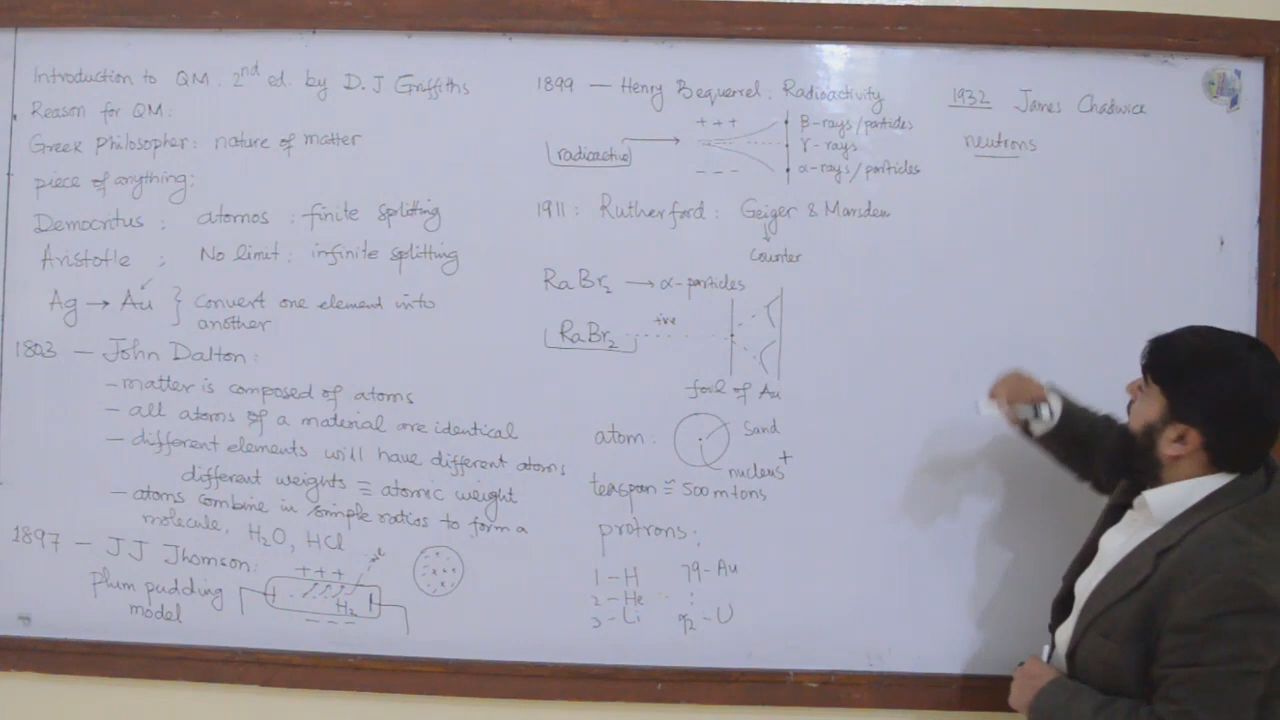 Introduction to QM: 2nd ed. by D.J Griffiths
Reason for QM:
Greek Philosopher: nature of matter
piece of anything:
Democritus: atomos: finite splitting
Aristotle: No limit: infinite splitting
Ag → Au } Convert one element into
another
1803 – John Dalton:
– matter is composed of atoms
– all atoms of a material are identical
– different elements will have different atoms
different weights ≡ atomic weight
– atoms combine in simple ratios to form a
molecule, H₂O, HCl
1897 – JJ Jhomson:
Plum pudding
model
+ + +
H₂
– – –
1899 – Henry Bequerel: Radioactivity
radioactive
+ + +
– – –
β-rays/particles
γ-rays
α-rays/particles
1911: Rutherford: Geiger & Marsden
Counter
RaBr₂ → α-particles
RaBr₂
+ive
foil of Au
atom:
Sand
nucleus+
teaspon ≅ 500 mtons
protrons:
1 – H 79 – Au
2 – He :
3 – Li 92 – U
1932 James Chadwick
neutrons